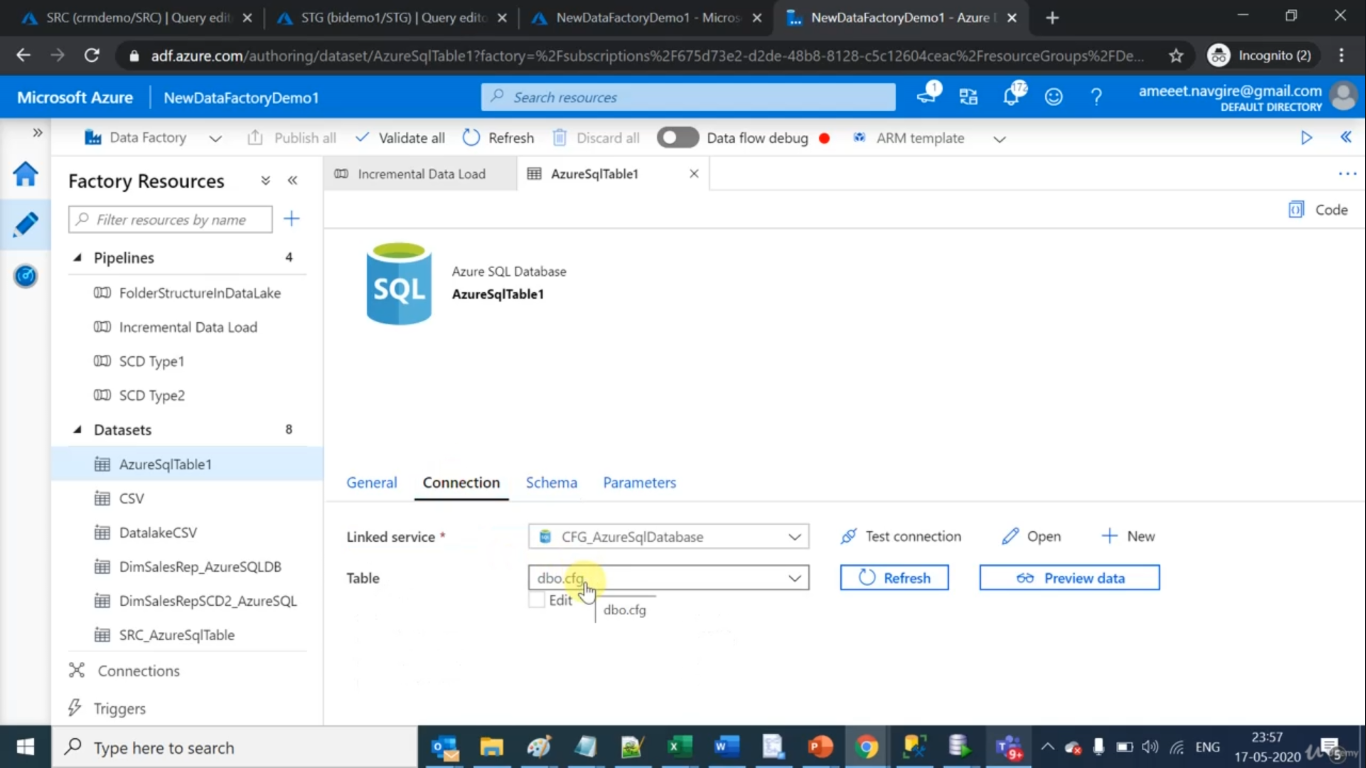 SRC (crmdemo/SRC) | Query edit
STG (bidemo1/STG) | Query edito
NewDataFactoryDemo1 - Micros
NewDataFactoryDemo1 - Azure D
adf.azure.com/authoring/dataset/AzureSqlTable1?factory=%2Fsubscriptions%2F675d73e2-d2de-48b8-8128-c5c12604ceac%2FresourceGroups%2FDe...
Incognito (2)
Microsoft Azure
NewDataFactoryDemo1
Search resources
1
172
ameeet.navgire@gmail.com
DEFAULT DIRECTORY
Data Factory
Publish all
Validate all
Refresh
Discard all
Data flow debug
ARM template
Factory Resources
Filter resources by name
Pipelines 4
FolderStructureInDataLake
Incremental Data Load
SCD Type1
SCD Type2
Datasets 8
AzureSqlTable1
CSV
DatalakeCSV
DimSalesRep_AzureSQLDB
DimSalesRepSCD2_AzureSQL
SRC_AzureSqlTable
Connections
Triggers
Incremental Data Load
AzureSqlTable1
Code
SQL
Azure SQL Database
AzureSqlTable1
General
Connection
Schema
Parameters
Linked service *
CFG_AzureSqlDatabase
Test connection
Open
New
Table
dbo.cfg
Refresh
Preview data
Edit
dbo.cfg
Type here to search
9+
ENG
23:57
17-05-2020
5